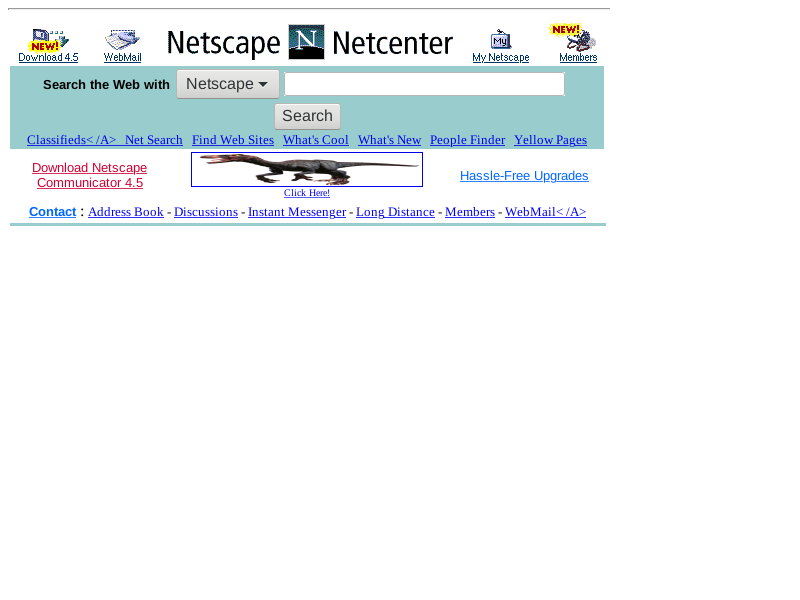 NEW! Download 4.5 WebMail Netscape N Netcenter My My Netscape NEW! Members
Search the Web with Netscape
Search
Classifieds< /A> Net Search Find Web Sites What's Cool What's New People Finder Yellow Pages
Download Netscape
Communicator 4.5
Click Here!
Hassle-Free Upgrades
Contact : Address Book - Discussions - Instant Messenger - Long Distance - Members - WebMail< /A>